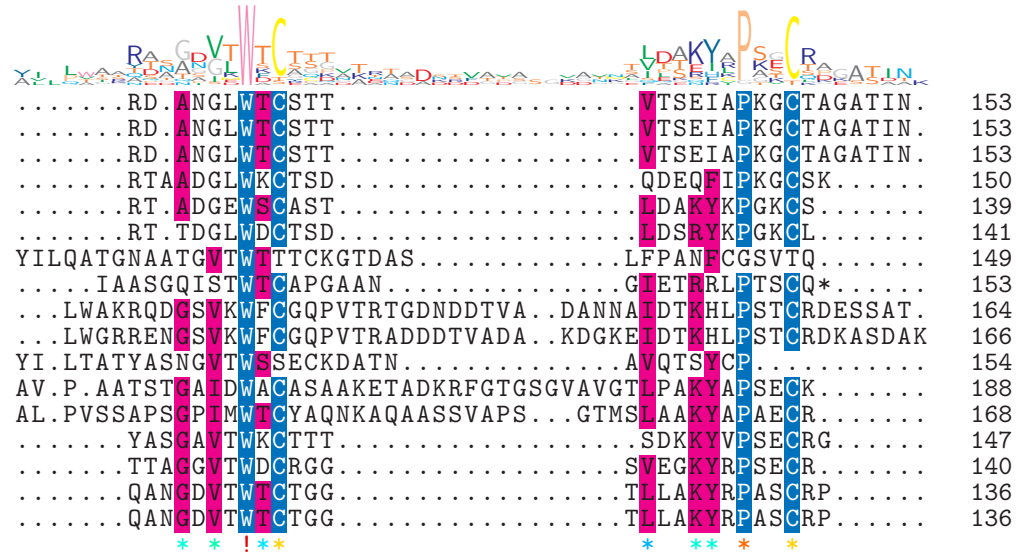 .......RD.ANGLWTCSTT...................VTSEIAPKGCTAGATIN. 153
.......RD.ANGLWTCSTT...................VTSEIAPKGCTAGATIN. 153
.......RD.ANGLWTCSTT...................VTSEIAPKGCTAGATIN. 153
.......RTAADGLWKCTSD...................QDEQFIPKGCSK...... 150
.......RT.ADGEWSCAST...................LDAKYKPGKCS....... 139
.......RT.TDGLWDCTSD...................LDSRYKPGKCL....... 141
YILQATGNAATGVTWTTTCKGTDAS.............LFPANFCGSVTQ....... 149
.....IAASGQISTWTCAPGAAN...............GIETRRLPTSCQ*...... 153
...LWAKRQDGSVKWFCGQPVTRTGDNDDTVA..DANNAIDTKHLPSTCRDESSAT. 164
...LWGRRENGSVKWFCGQPVTRADDDTVADA..KDGKEIDTKHLPSTCRDKASDAK 166
YI.LTATYASNGVTWSSECKDATN..............AVQTSYCP........... 154
AV.P.AATSTGAIDWACASAAKETADKRFGTGSGVAVGTLPAKYAPSECK....... 188
AL.PVSSAPSGPIMWTCYAQNKAQAASSVAPS...GTMSLAAKYAPAECR....... 168
.......YASGAVTWKCTTT...................SDKKYVPSECRG...... 147
.......TTAGGVTWDCRGG..................SVEGKYRPSECR....... 140
.......QANGDVTWTCTGG..................TLLAKYRPASCRP...... 136
.......QANGDVTWTCTGG..................TLLAKYRPASCRP...... 136
* * ! * * * * * * *